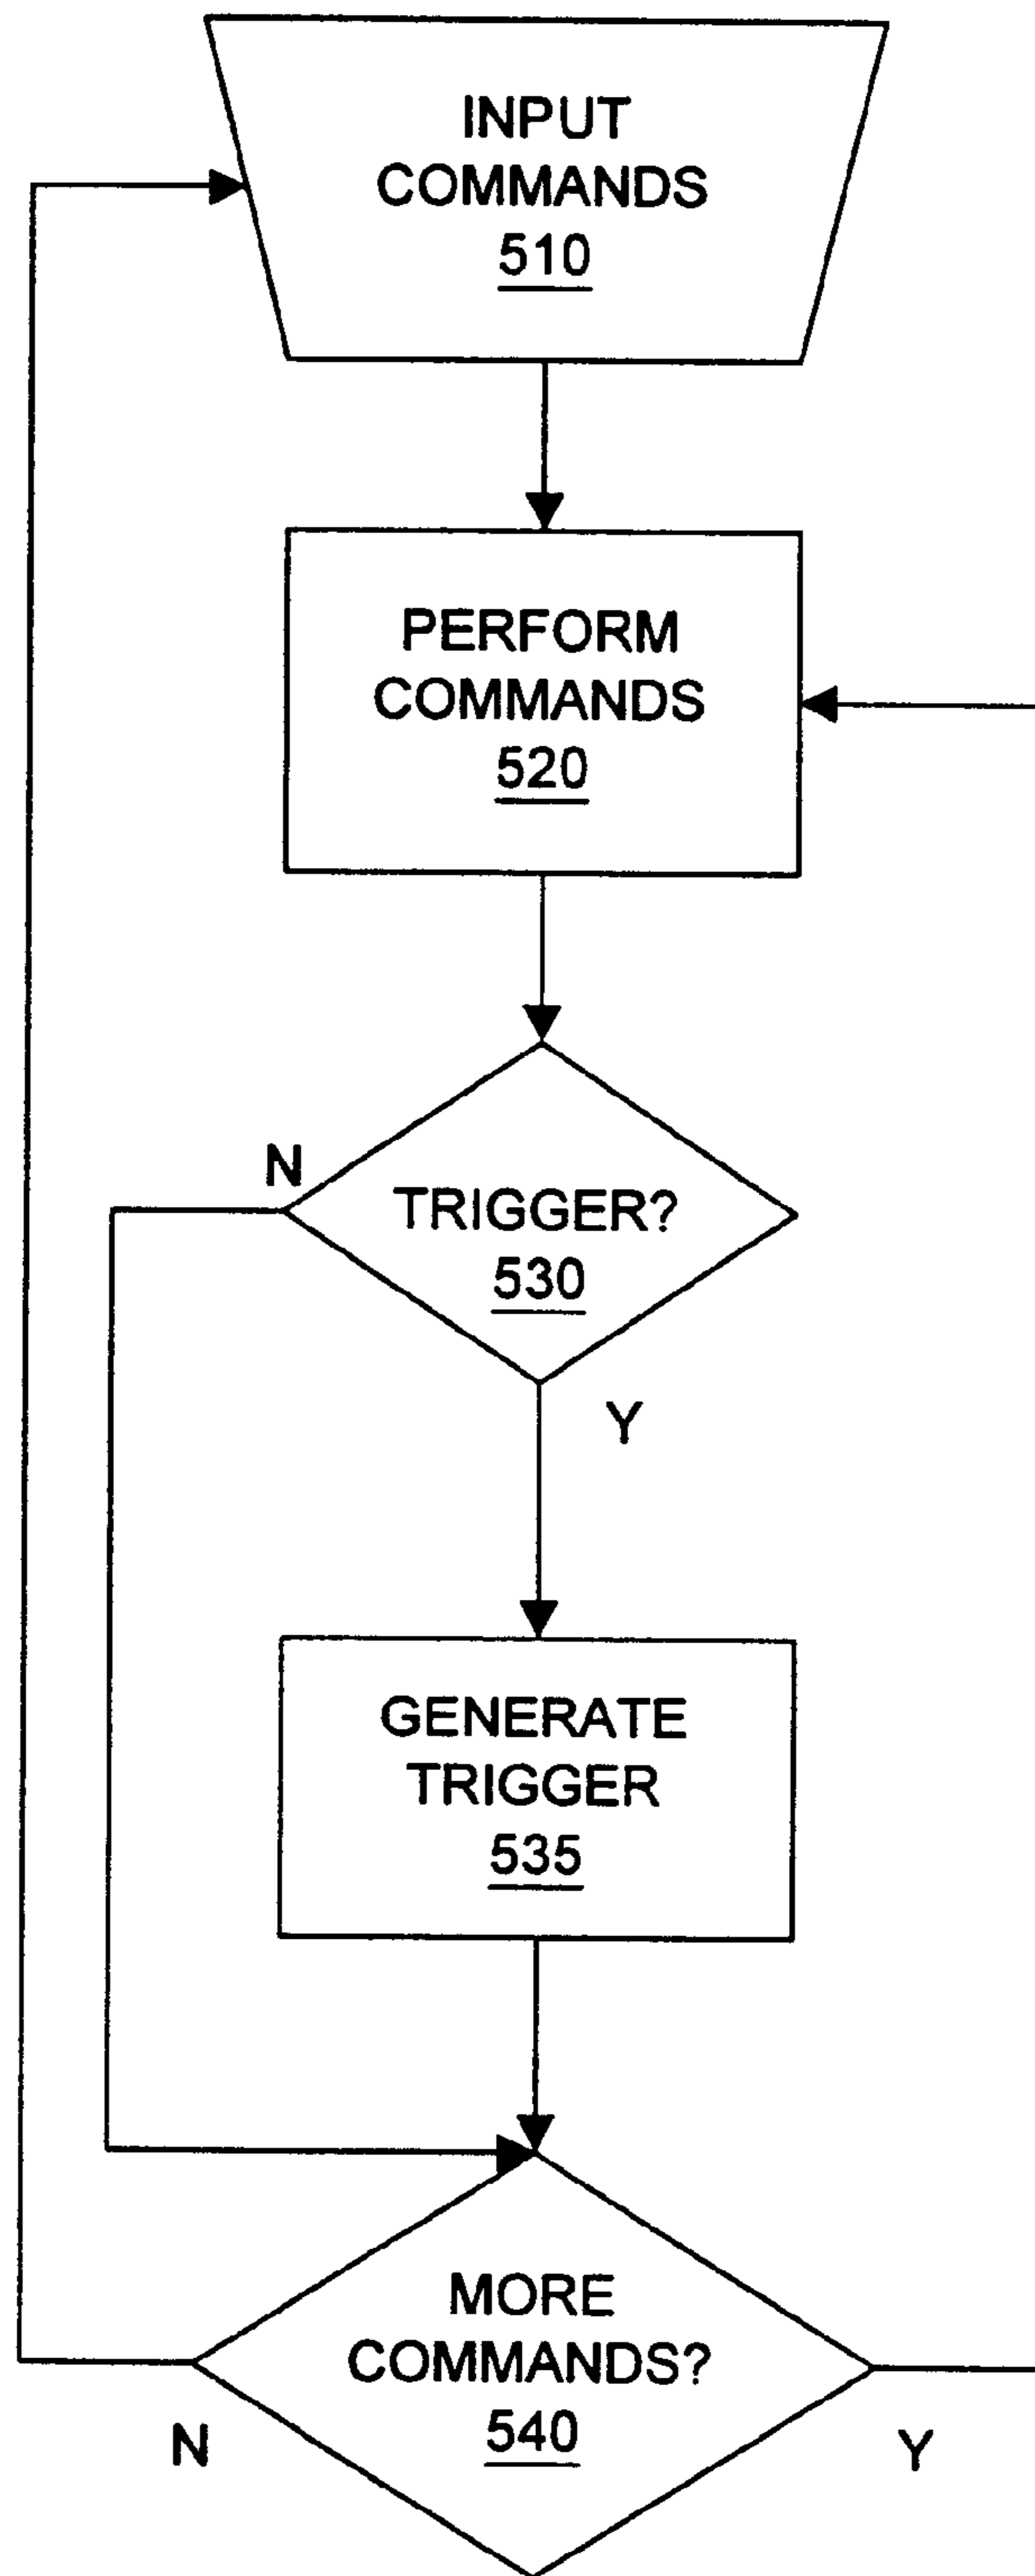 INPUT
COMMANDS
510
PERFORM
COMMANDS
520
N
TRIGGER?
530
Y
GENERATE
TRIGGER
535
MORE
COMMANDS?
540
N
Y